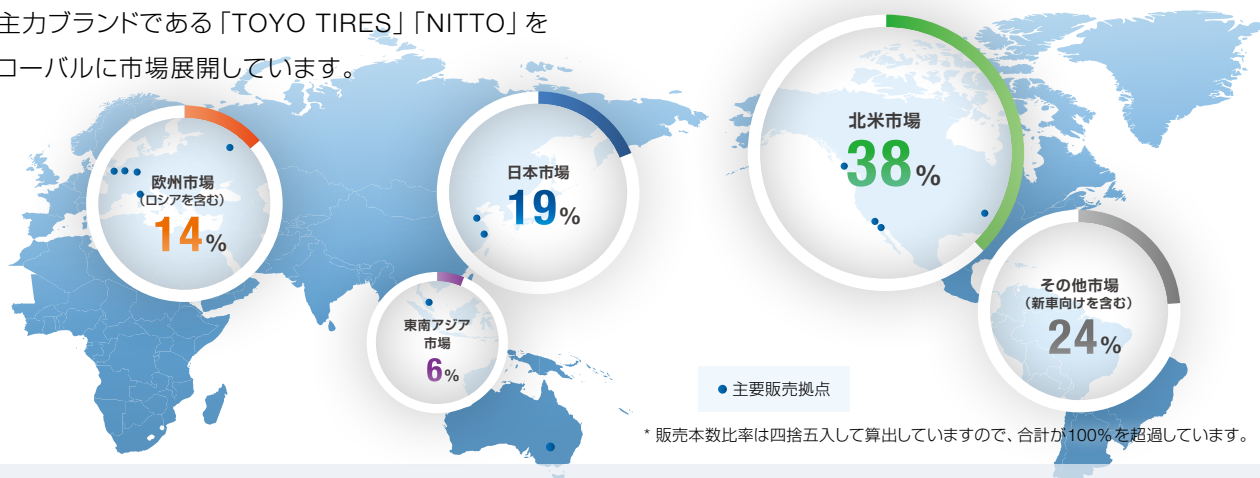 主力ブランドである「TOYO TIRES」「NITTO」を
ローバルに市場展開しています。
欧州市場
（ロシアを含む）
14%
日本市場
19%
東南アジア
市場
6%
北米市場
38%
その他市場
（新車向けを含む）
24%
● 主要販売拠点
* 販売本数比率は四捨五入して算出していますので、合計が100%を超過しています。